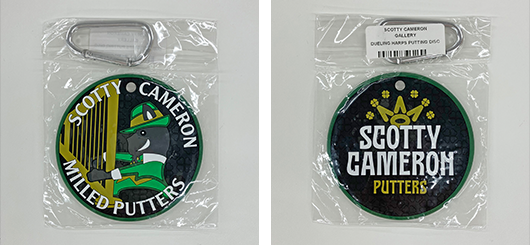 SCOTTY CAMERON
MILLED PUTTERS
SCOTTY CAMERON
GALLERY
DUELING HARPS PUTTING DISC
SCOTTY
CAMERON
PUTTERS